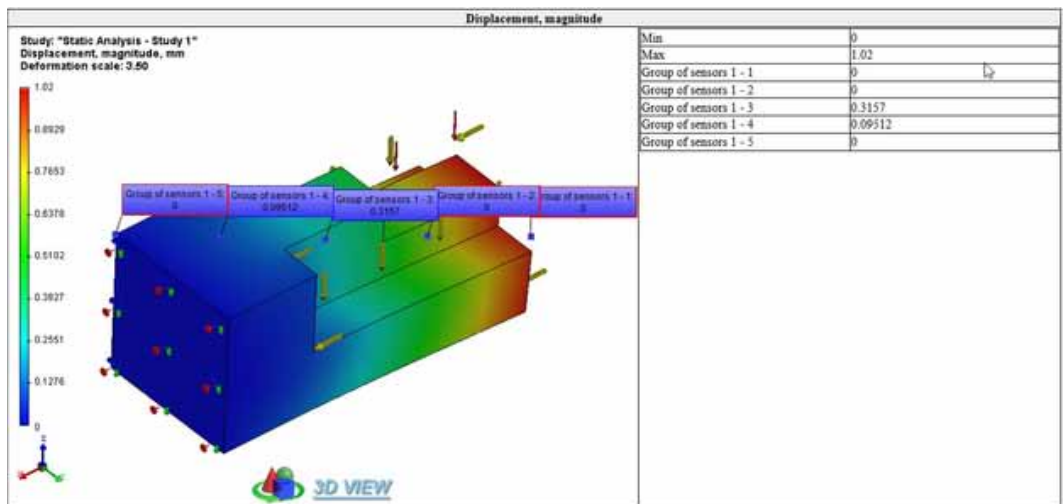 Displacement, magnitude
Study: "Static Analysis - Study 1"
Displacement, magnitude, mm
Deformation scale: 3.50
1.02
0.8929
0.7653
0.6378
0.5102
0.3827
0.2551
0.1276
0
Group of sensors 1 - 5:
0
Group of sensors 1 - 4:
0.09512
Group of sensors 1 - 3:
0.3157
Group of sensors 1 - 2:
0
oup of sensors 1 - 1:
0
3D VIEW
Min 0
Max 1.02
Group of sensors 1 - 1 0
Group of sensors 1 - 2 0
Group of sensors 1 - 3 0.3157
Group of sensors 1 - 4 0.09512
Group of sensors 1 - 5 0